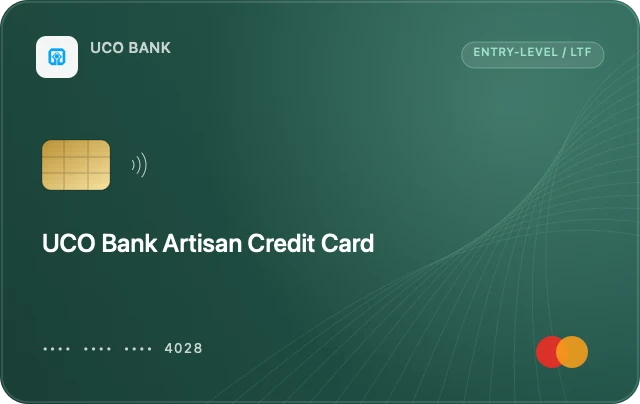 UCO BANK
ENTRY-LEVEL / LTF
UCO Bank Artisan Credit Card
•••• •••• •••• 4028